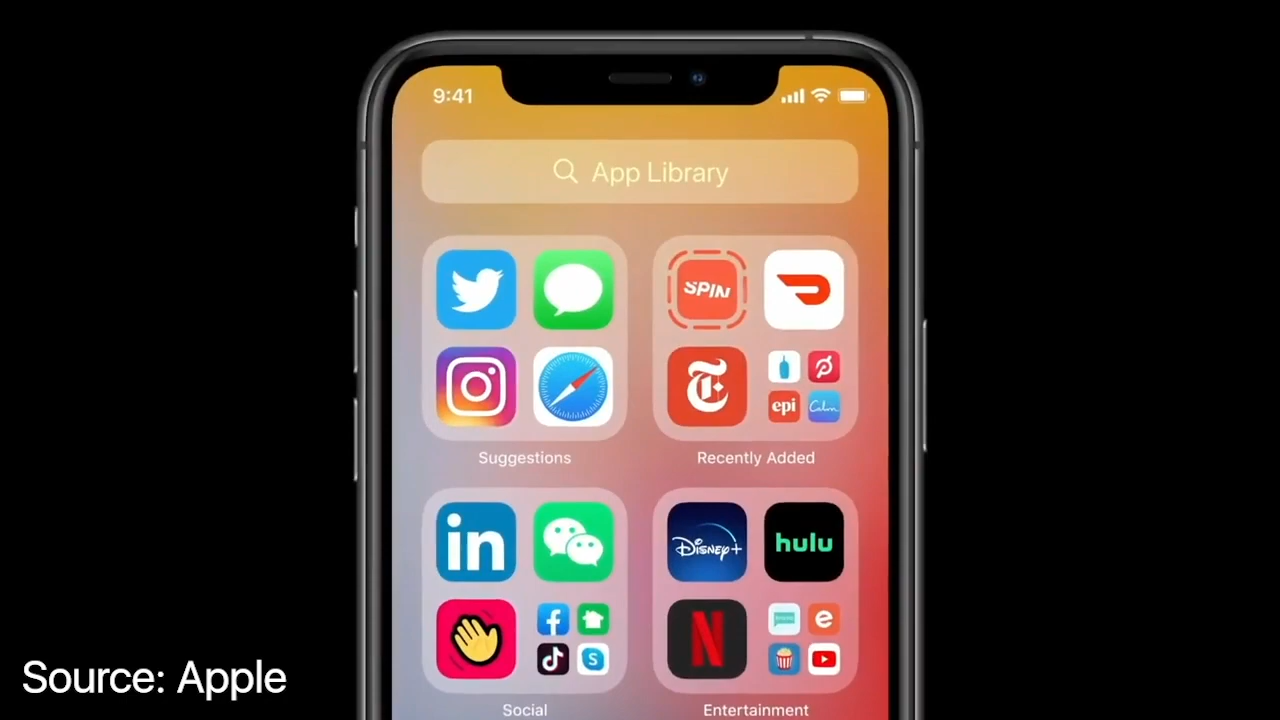 9:41
App Library
SPIN
epi
Calm
Suggestions
Recently Added
in
Disney+
hulu
Social
Entertainment
Source: Apple